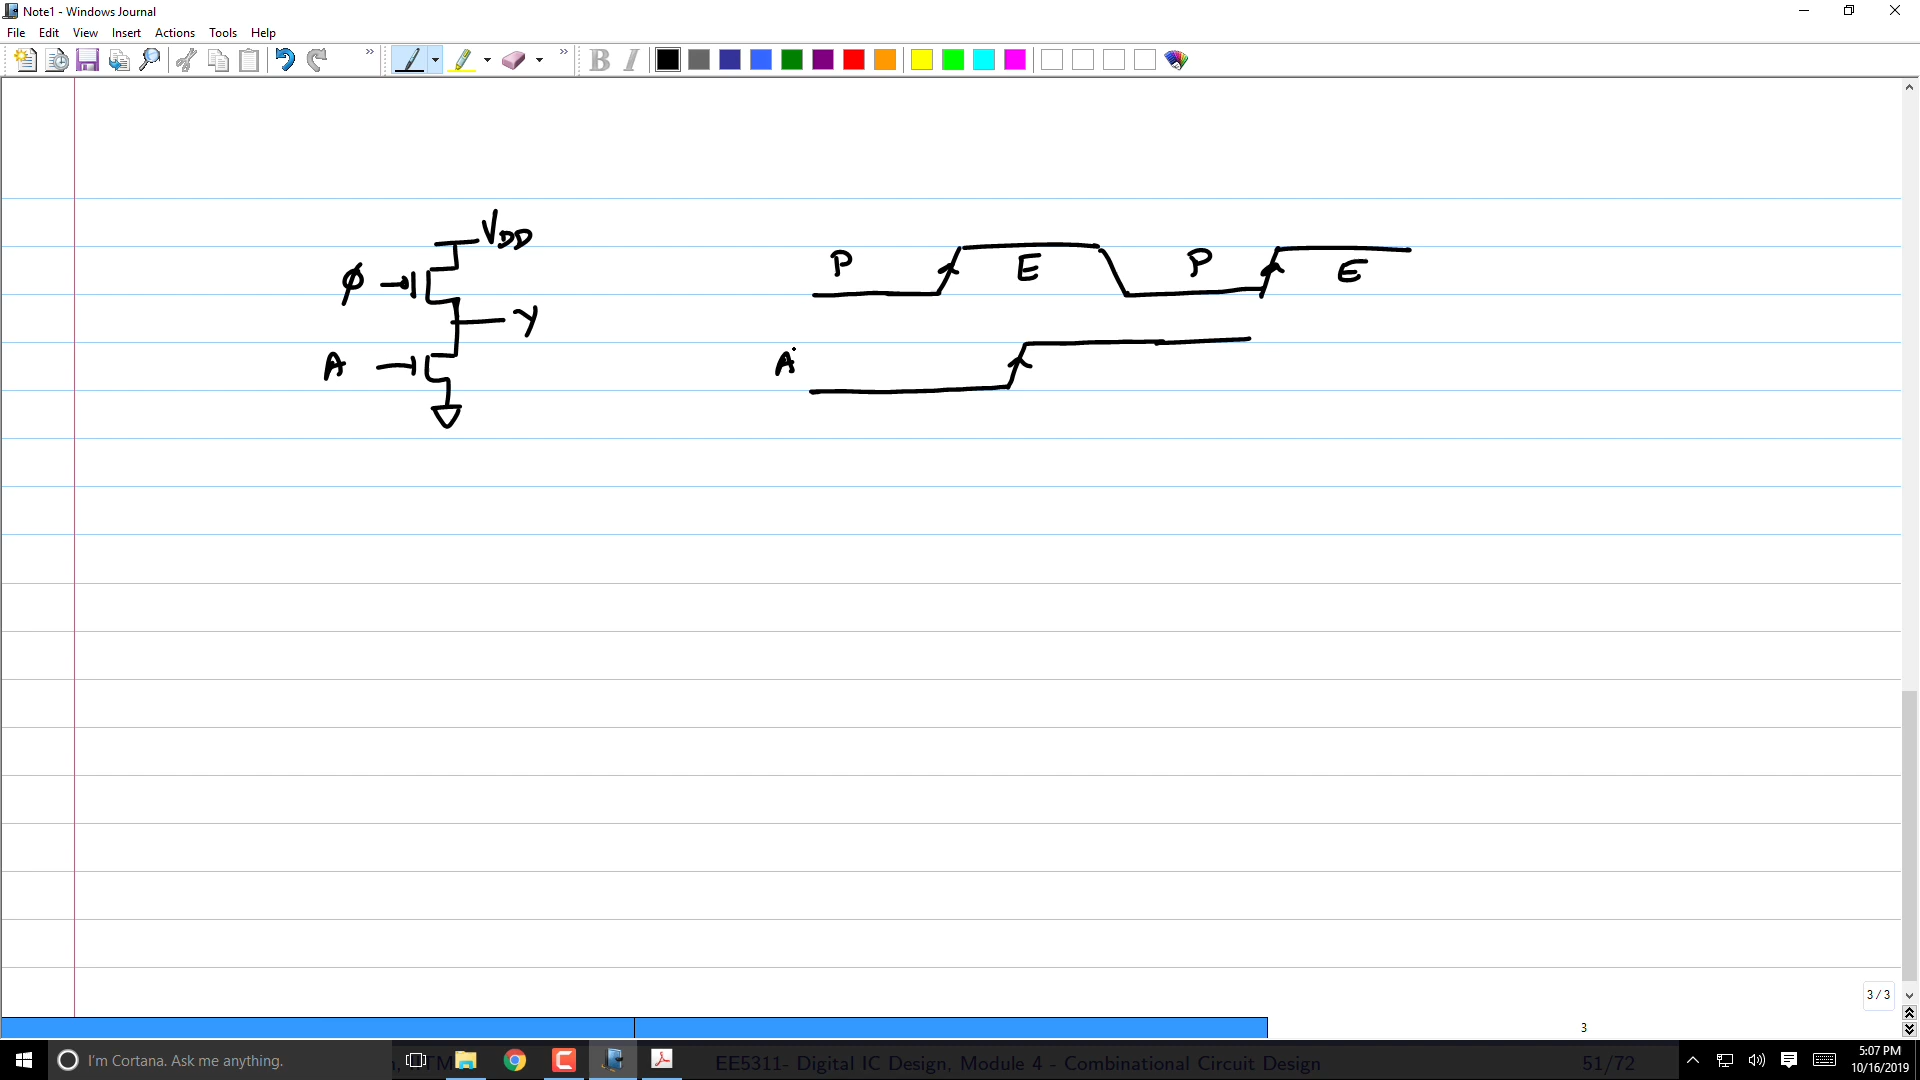 Note1 - Windows Journal
File Edit View Insert Actions Tools Help
B I
VDD
ϕ
Y
A
P E P E
A
3 / 3
3
I'm Cortana. Ask me anything.
EE5311- Digital IC Design, Module 4 - Combinational Circuit Design
51/72
5:07 PM
10/16/2019